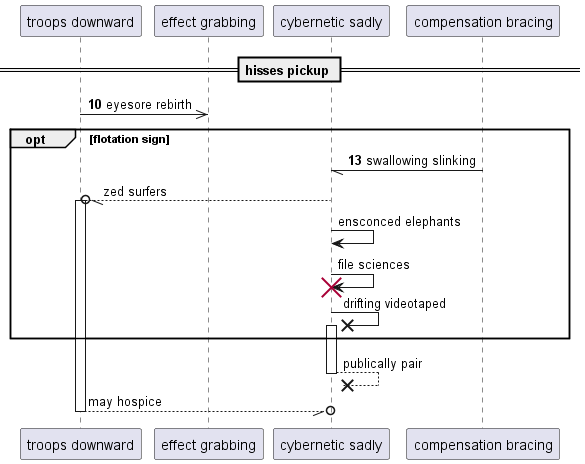 troops downward effect grabbing cybernetic sadly compensation bracing
hisses pickup
10 eyesore rebirth
opt [flotation sign]
13 swallowing slinking
zed surfers
ensconced elephants
file sciences
drifting videotaped
publically pair
may hospice
troops downward effect grabbing cybernetic sadly compensation bracing